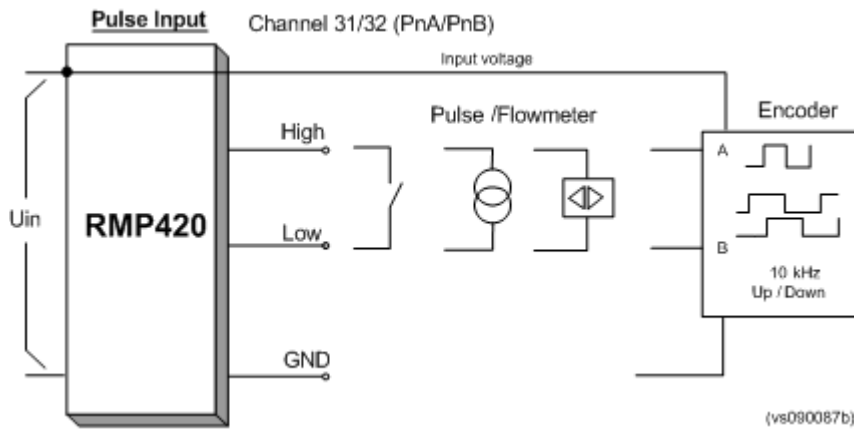 Pulse Input
Channel 31/32 (PnA/PnB)
Input voltage
Encoder
Pulse /Flowmeter
High
A
Uin
RMP420
Low
B
10 kHz
Up / Down
GND
(vs090087b)